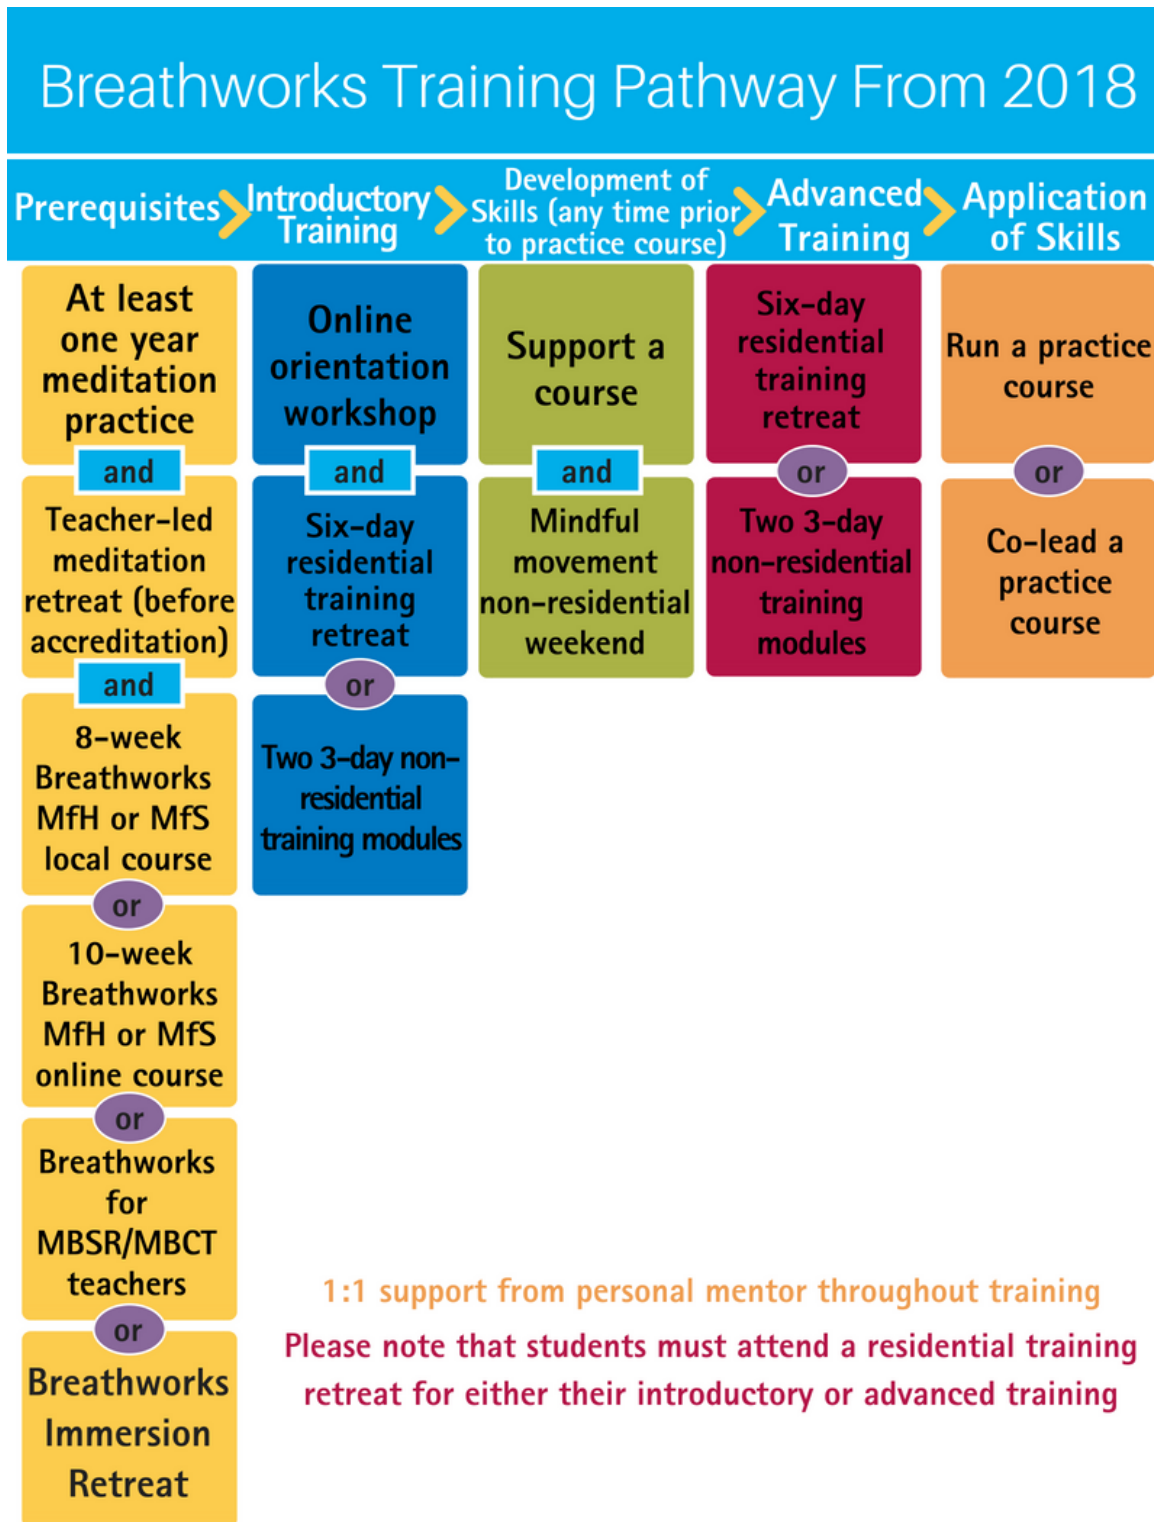 Breathworks Training Pathway From 2018
Prerequisites
Introductory
Training
Development of
Skills (any time prior
to practice course)
Advanced
Training
Application
of Skills
At least
one year
meditation
practice
and
Teacher-led
meditation
retreat (before
accreditation)
and
8-week
Breathworks
MfH or MfS
local course
or
10-week
Breathworks
MfH or MfS
online course
or
Breathworks
for
MBSR/MBCT
teachers
or
Breathworks
Immersion
Retreat
Online
orientation
workshop
and
Six-day
residential
training
retreat
or
Two 3-day non-
residential
training modules
Support a
course
and
Mindful
movement
non-residential
weekend
Six-day
residential
training
retreat
or
Two 3-day
non-residential
training
modules
Run a practice
course
or
Co-lead a
practice
course
1:1 support from personal mentor throughout training
Please note that students must attend a residential training
retreat for either their introductory or advanced training